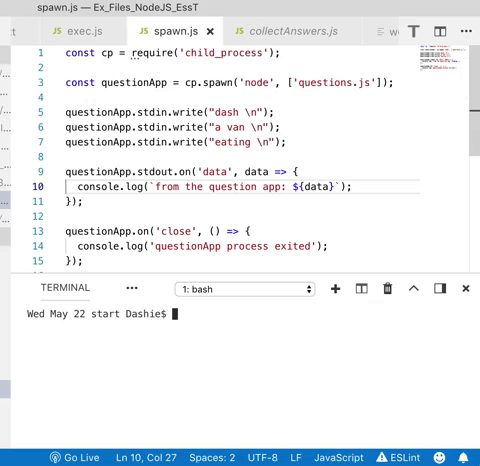 spawn.js — Ex_Files_NodeJS_EssT
JS exec.js JS spawn.js × JS collectAnswers.js
1 const cp = require('child_process');
2
3 const questionApp = cp.spawn('node', ['questions.js']);
4
5 questionApp.stdin.write("dash \n");
6 questionApp.stdin.write("a van \n");
7 questionApp.stdin.write("eating \n");
8
9 questionApp.stdout.on('data', data => {
10 console.log(`from the question app: ${data}`);
11 });
12
13 questionApp.on('close', () => {
14 console.log('questionApp process exited');
15 });
TERMINAL ••• 1: bash
Wed May 22 start Dashie$
Go Live Ln 10, Col 27 Spaces: 2 UTF-8 LF JavaScript ESLint